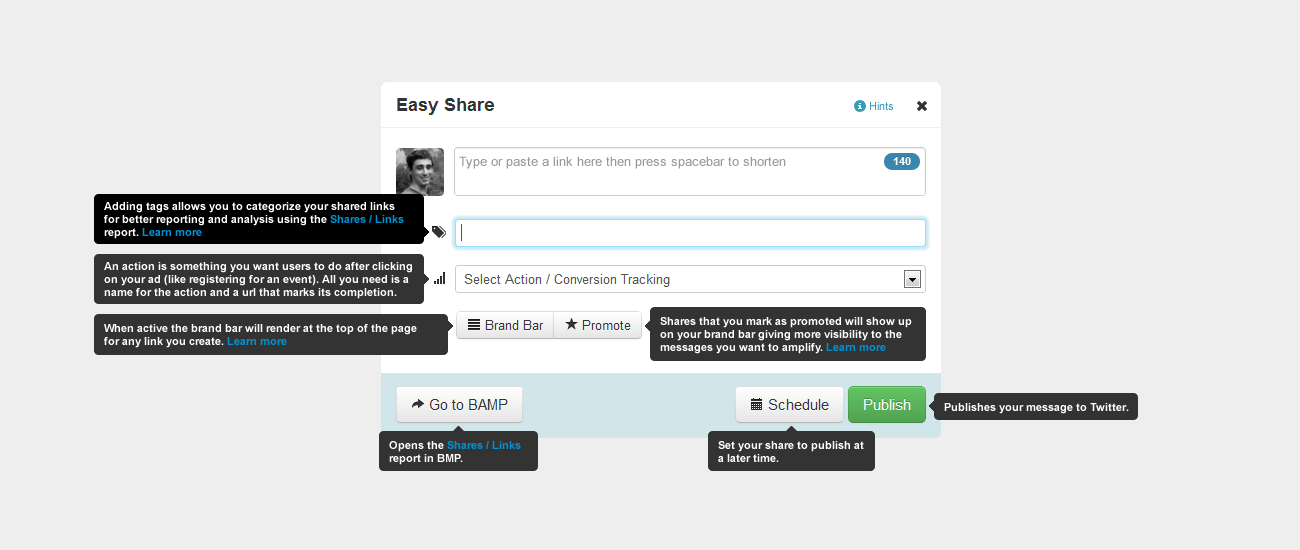 Easy Share
Hints
Type or paste a link here then press spacebar to shorten
140
Adding tags allows you to categorize your shared links
for better reporting and analysis using the Shares / Links
report. Learn more
An action is something you want users to do after clicking
on your ad (like registering for an event). All you need is a
name for the action and a url that marks its completion.
Select Action / Conversion Tracking
When active the brand bar will render at the top of the page
for any link you create. Learn more
Brand Bar
Promote
Shares that you mark as promoted will show up
on your brand bar giving more visibility to the
messages you want to amplify. Learn more
Go to BAMP
Schedule
Publish
Publishes your message to Twitter.
Opens the Shares / Links
report in BMP.
Set your share to publish at
a later time.